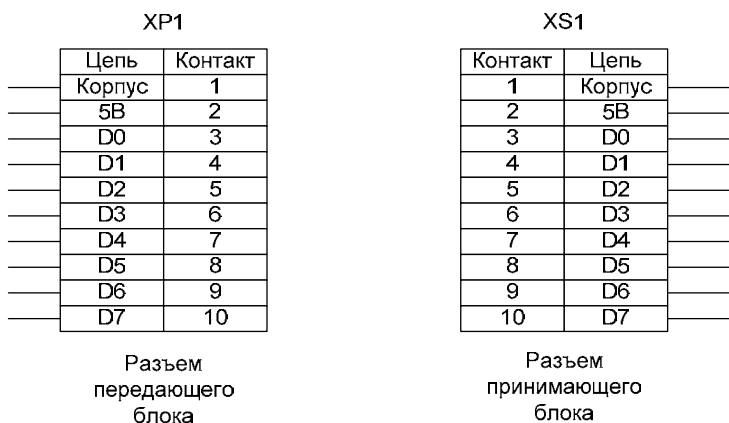 XP1 XS1
Цепь Контакт Контакт Цепь
Корпус 1 1 Корпус
5В 2 2 5В
D0 3 3 D0
D1 4 4 D1
D2 5 5 D2
D3 6 6 D3
D4 7 7 D4
D5 8 8 D5
D6 9 9 D6
D7 10 10 D7
Разъем
передающего
блока
Разъем
принимающего
блока